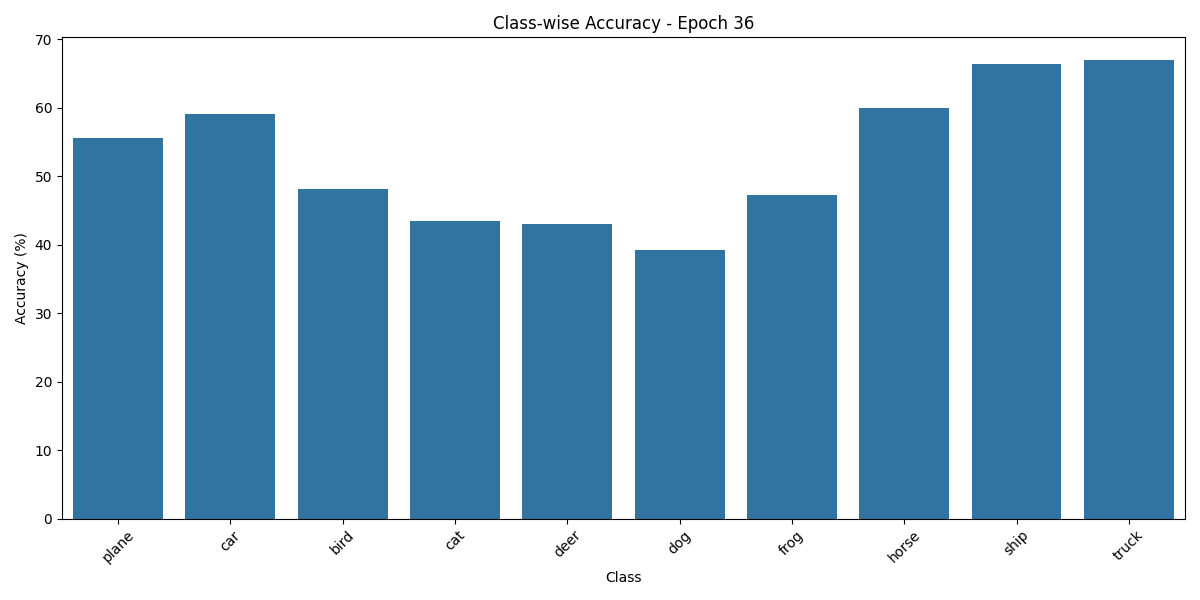 Class-wise Accuracy - Epoch 36
Accuracy (%)
70
60
50
40
30
20
10
0
plane
car
bird
cat
deer
dog
frog
horse
ship
truck
Class